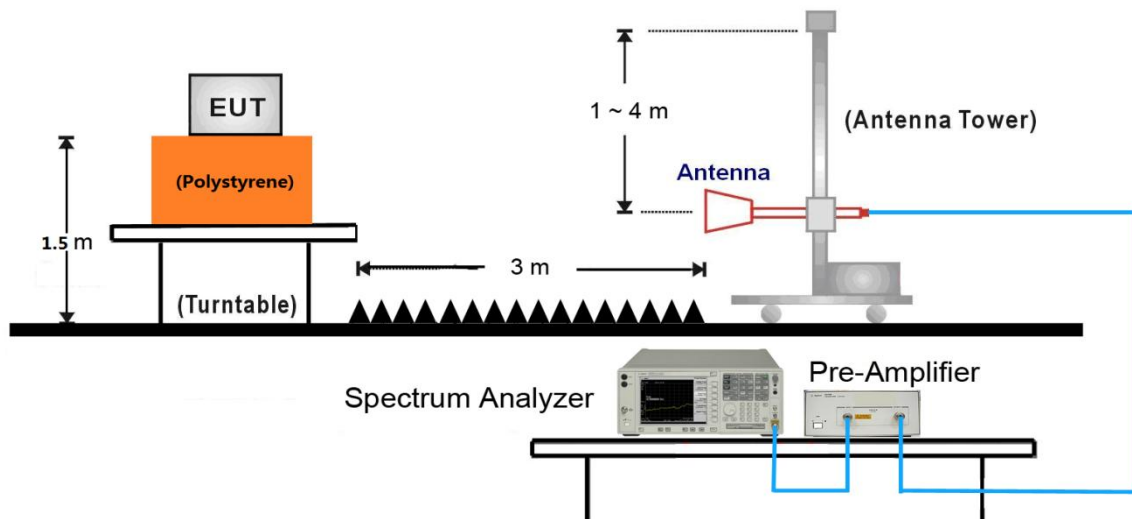 EUT
(Polystyrene)
1.5 m
(Turntable)
3 m
1 ~ 4 m
Antenna
(Antenna Tower)
Spectrum Analyzer
Pre-Amplifier